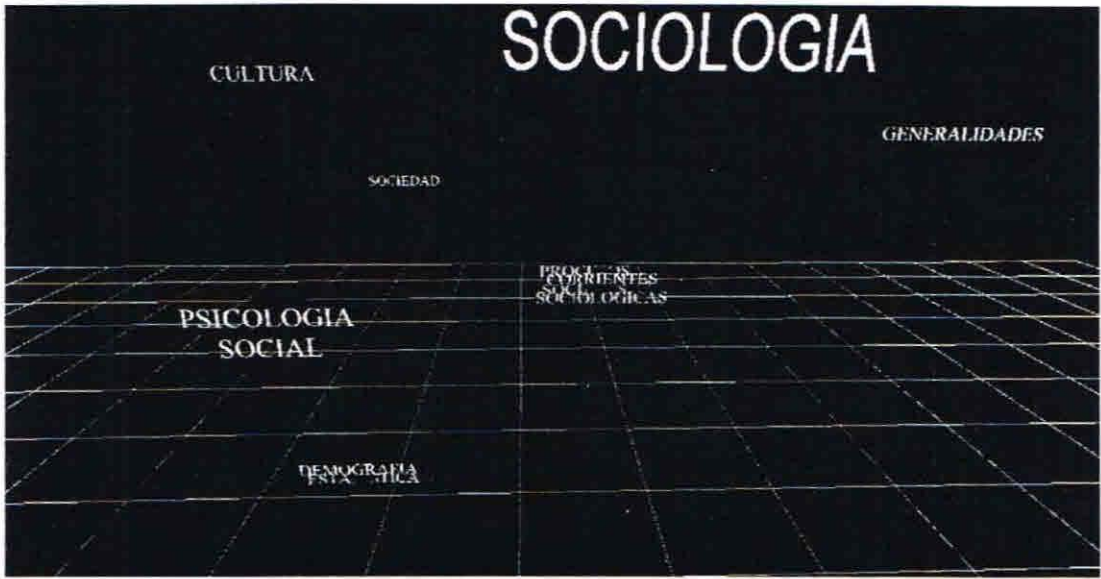 SOCIOLOGIA
CULTURA
GENERALIDADES
SOCIEDAD
CORRIENTES
SOCIOLOGICAS
PSICOLOGIA
SOCIAL
DEMOGRAFIA